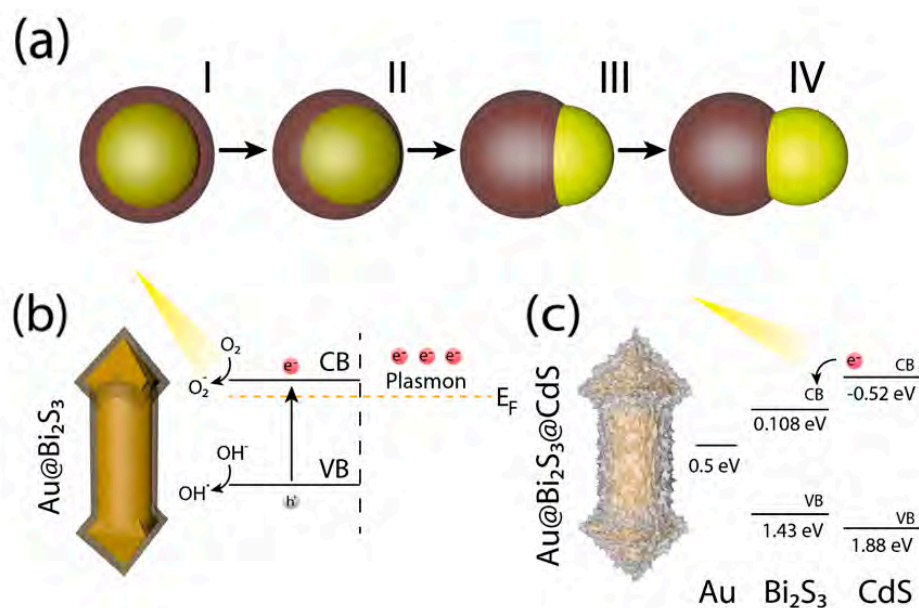 (a)
I
II
III
IV
(b)
Au@Bi₂S₃
O₂
O₂⁻
e⁻
CB
e⁻ e⁻ e⁻
Plasmon
E_F
OH⁻
OH·
VB
h⁺
(c)
Au@Bi₂S₃@CdS
e⁻
CB
-0.52 eV
CB
0.108 eV
0.5 eV
VB
1.43 eV
VB
1.88 eV
Au Bi₂S₃ CdS